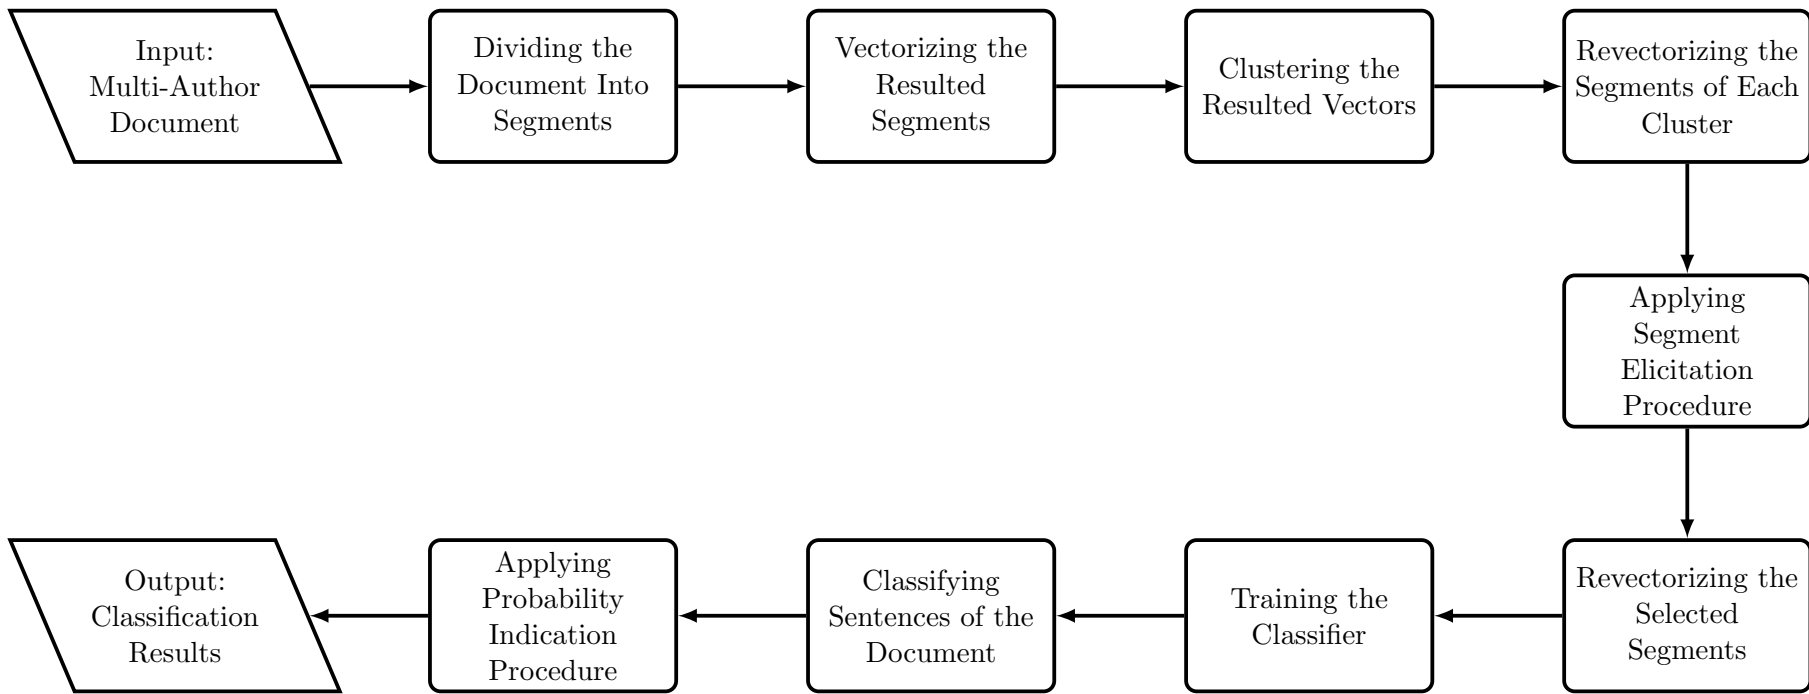 Input:
Multi-Author
Document
Dividing the
Document Into
Segments
Vectorizing the
Resulted
Segments
Clustering the
Resulted Vectors
Revectorizing the
Segments of Each
Cluster
Applying
Segment
Elicitation
Procedure
Revectorizing the
Selected
Segments
Training the
Classifier
Classifying
Sentences of the
Document
Applying
Probability
Indication
Procedure
Output:
Classification
Results